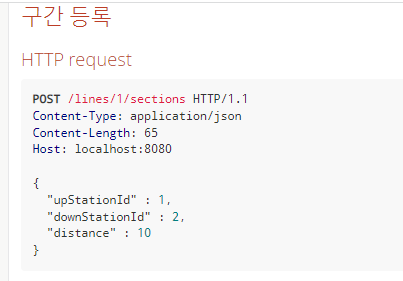 구간 등록
HTTP request
POST /lines/1/sections HTTP/1.1
Content-Type: application/json
Content-Length: 65
Host: localhost:8080
{
"upStationId" : 1,
"downStationId" : 2,
"distance" : 10
}